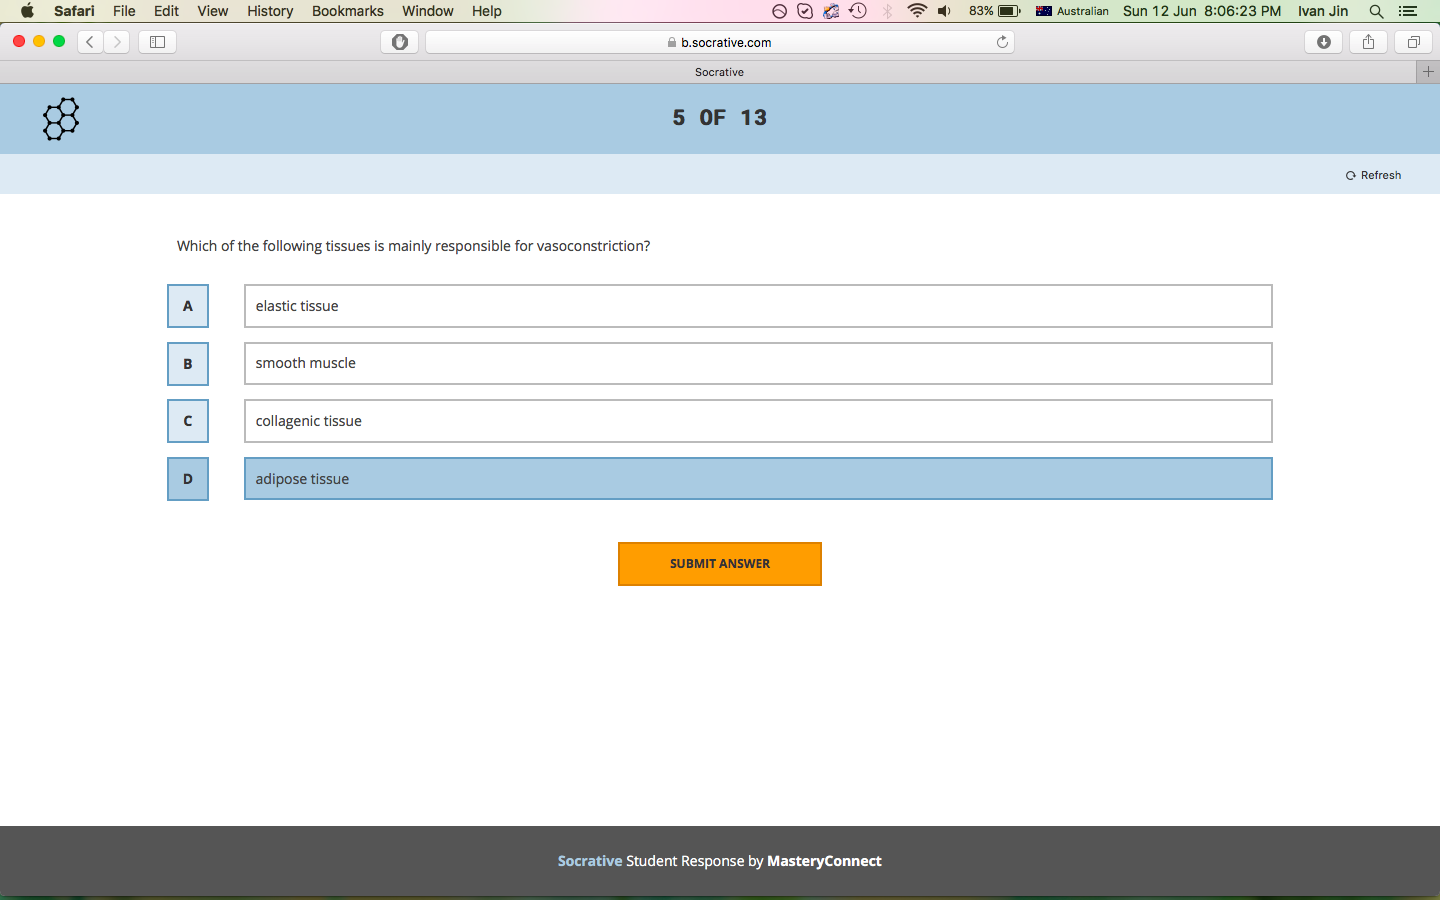 Safari File Edit View History Bookmarks Window Help 83% Australian Sun 12 Jun 8:06:23 PM Ivan Jin
b.socrative.com
Socrative
5 OF 13
Refresh
Which of the following tissues is mainly responsible for vasoconstriction?
A elastic tissue
B smooth muscle
C collagenic tissue
D adipose tissue
SUBMIT ANSWER
Socrative Student Response by MasteryConnect